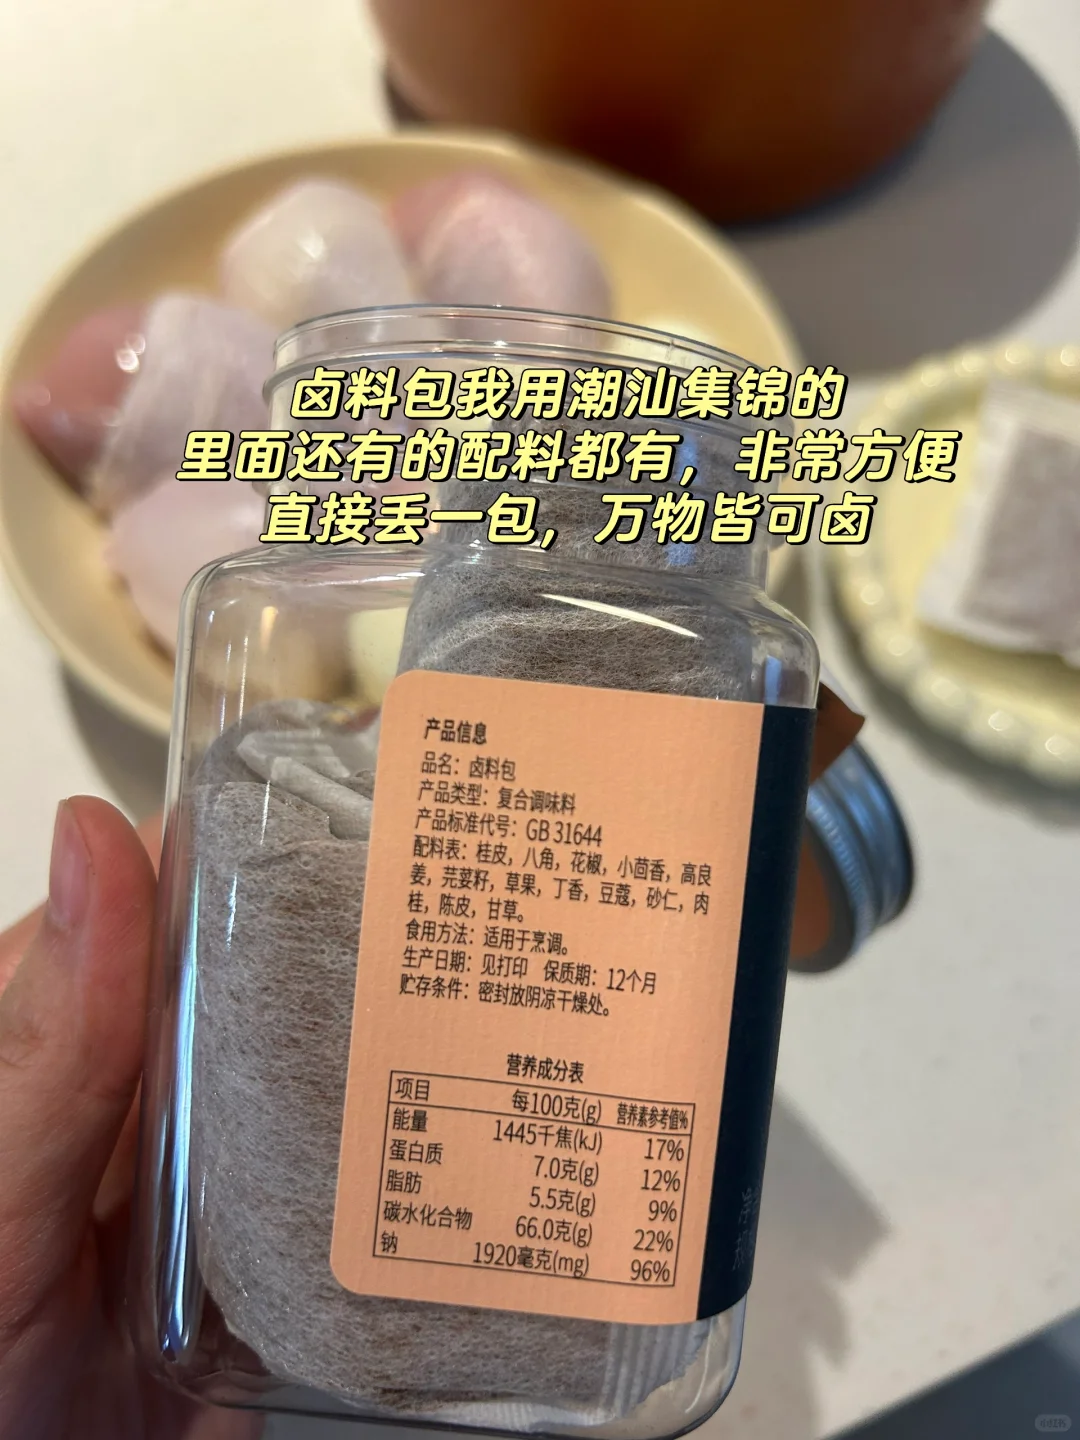 卤料包我用潮汕集锦的
里面还有的配料都有，非常方便
直接丢一包，万物皆可卤
产品信息
品名：卤料包
产品类型：复合调味料
产品标准代号：GB 31644
配料表：桂皮，八角，花椒，小茴香，高良
姜，芫荽籽，草果，丁香，豆蔻，砂仁，肉
桂，陈皮，甘草。
食用方法：适用于烹调。
生产日期：见打印 保质期：12个月
贮存条件：密封放阴凉干燥处。
营养成分表
项目 每100克(g) 营养素参考值%
能量 1445千焦(kJ) 17%
蛋白质 7.0克(g) 12%
脂肪 5.5克(g) 9%
碳水化合物 66.0克(g) 22%
钠 1920毫克(mg) 96%
小红书